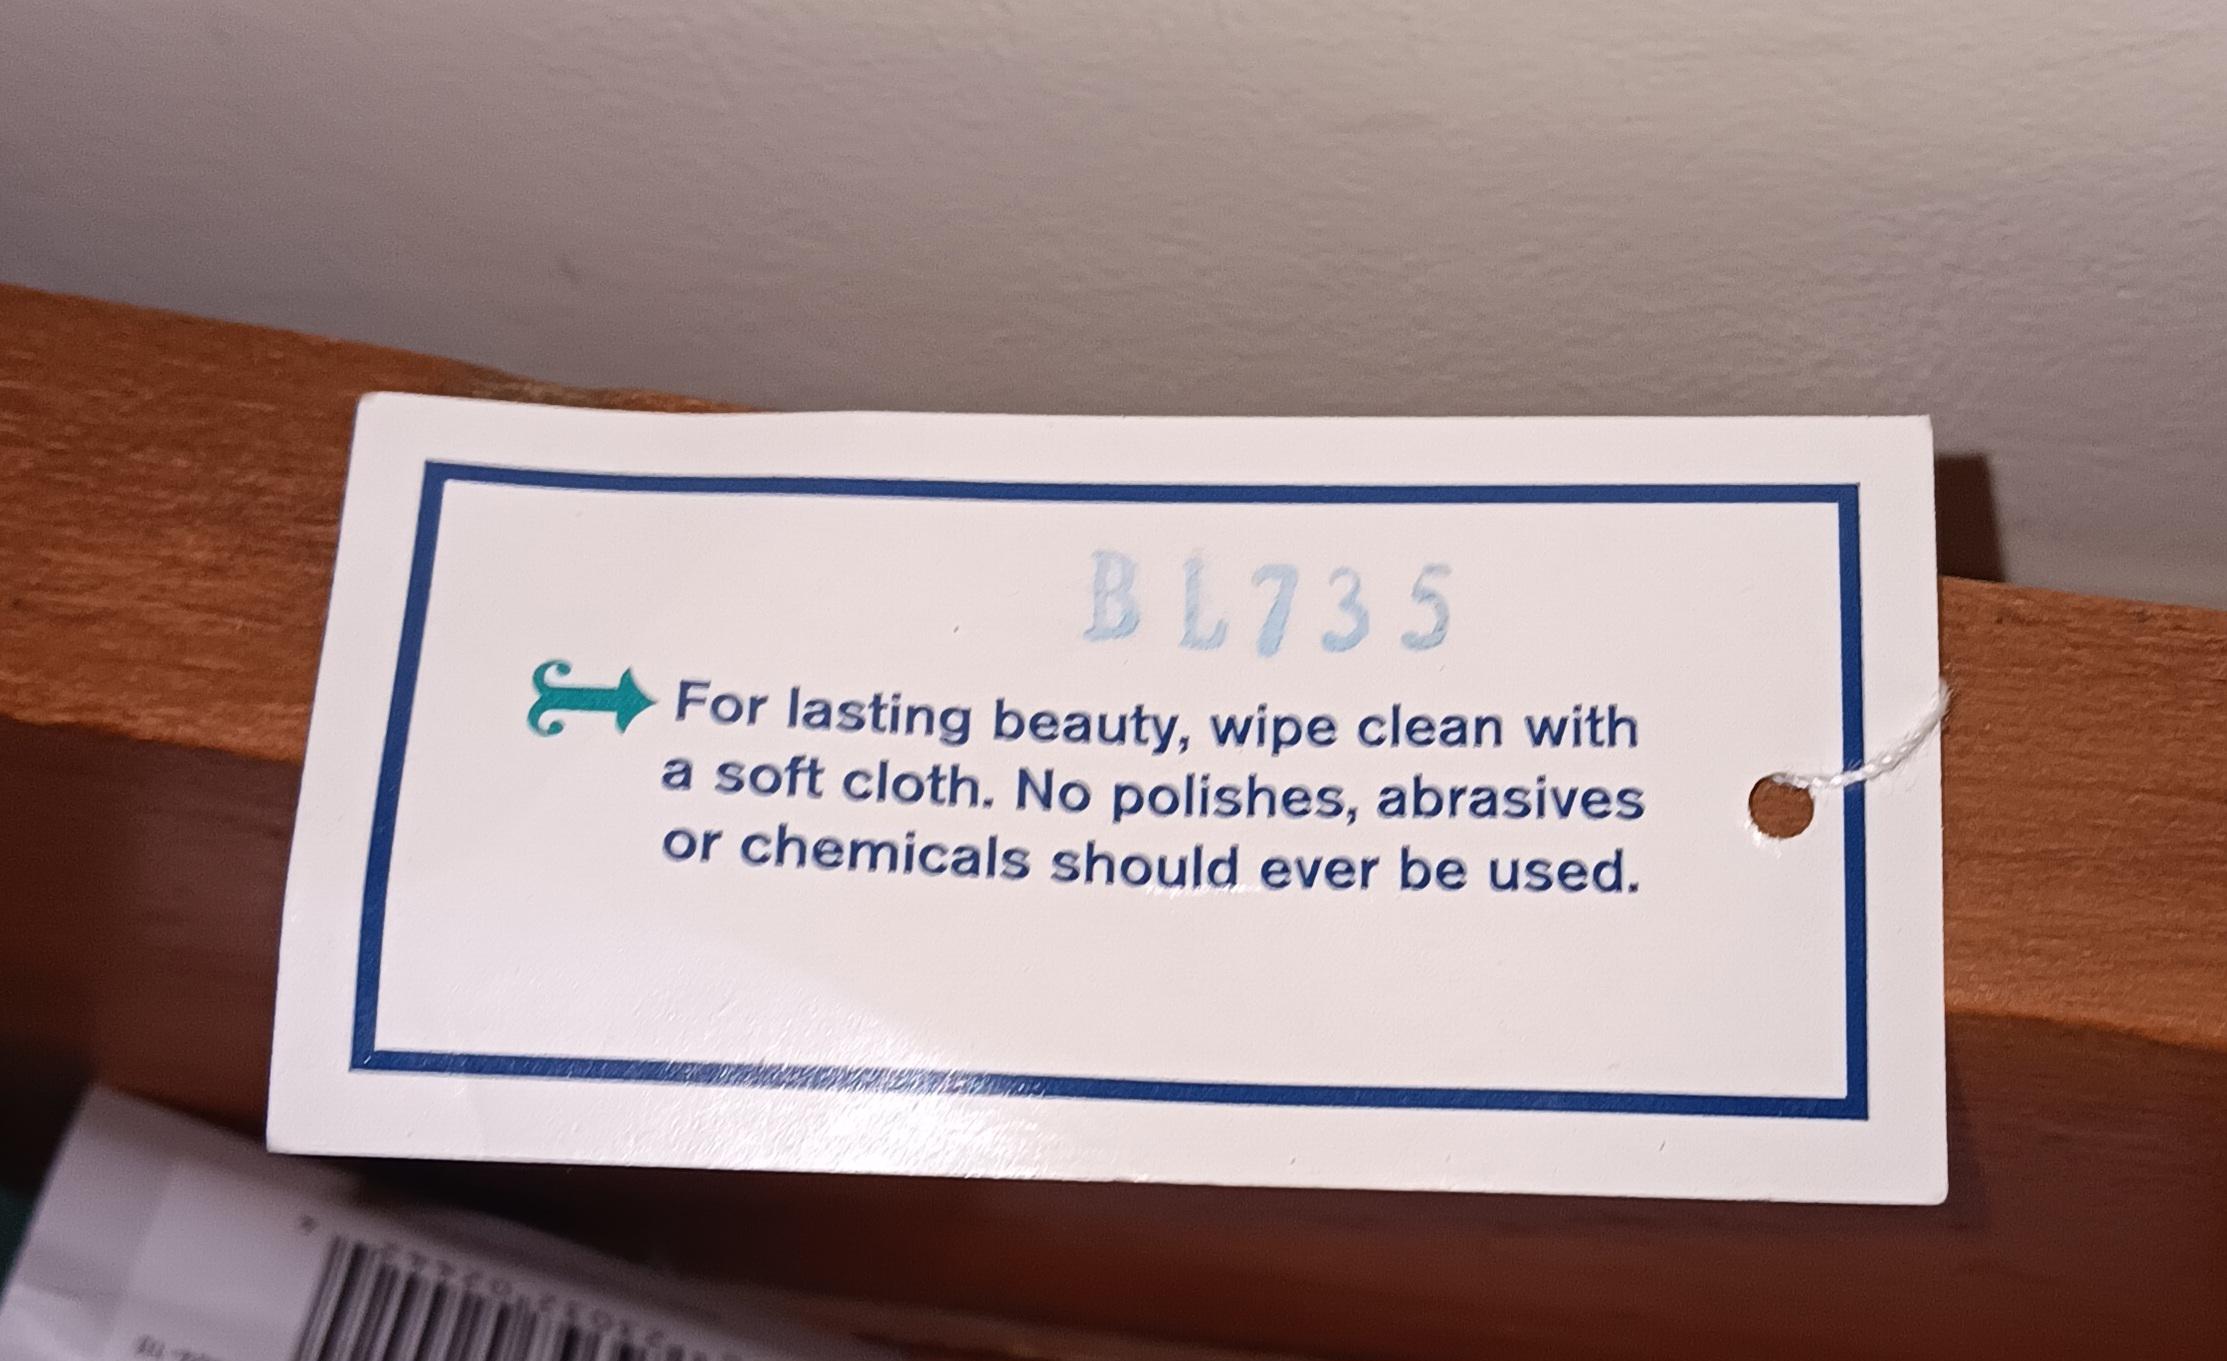 BL735
For lasting beauty, wipe clean with
a soft cloth. No polishes, abrasives
or chemicals should ever be used.